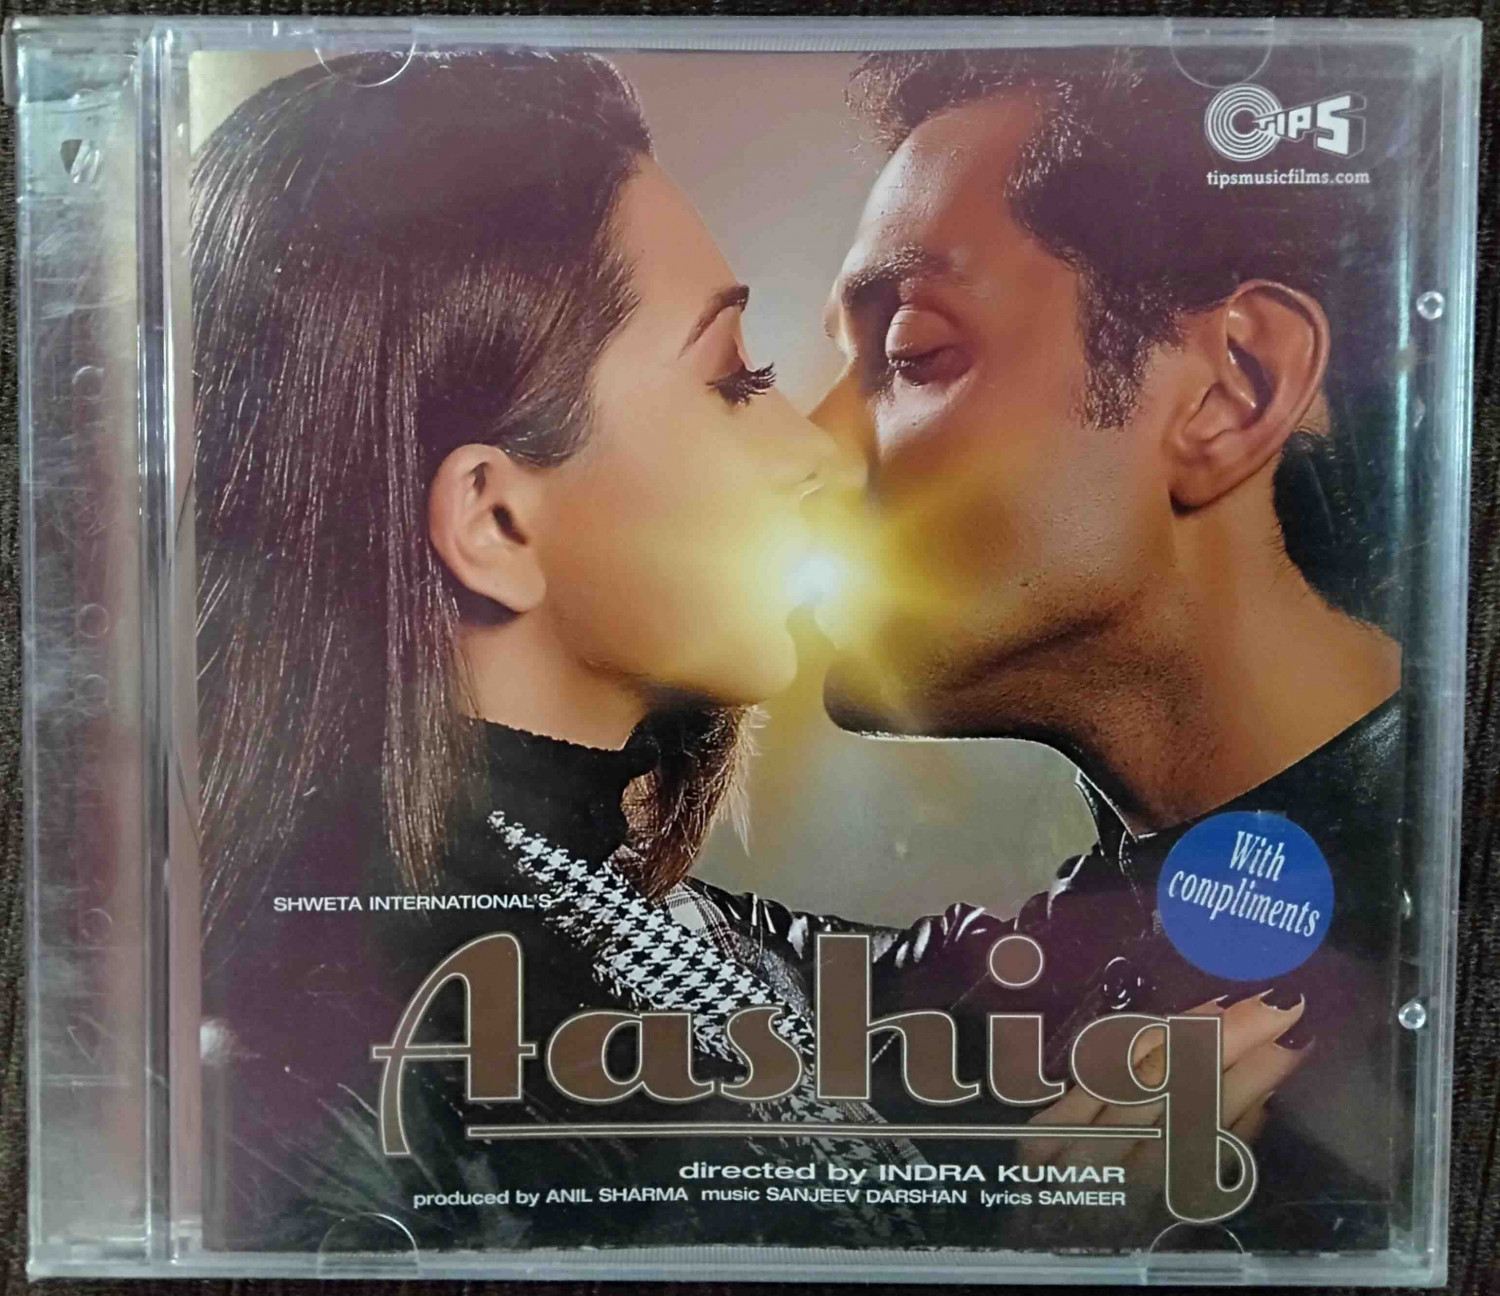 TIPS
tipsmusicfilms.com
With
compliments
SHWETA INTERNATIONAL'S
Aashiq
directed by INDRA KUMAR
produced by ANIL SHARMA music SANJEEV DARSHAN lyrics SAMEER